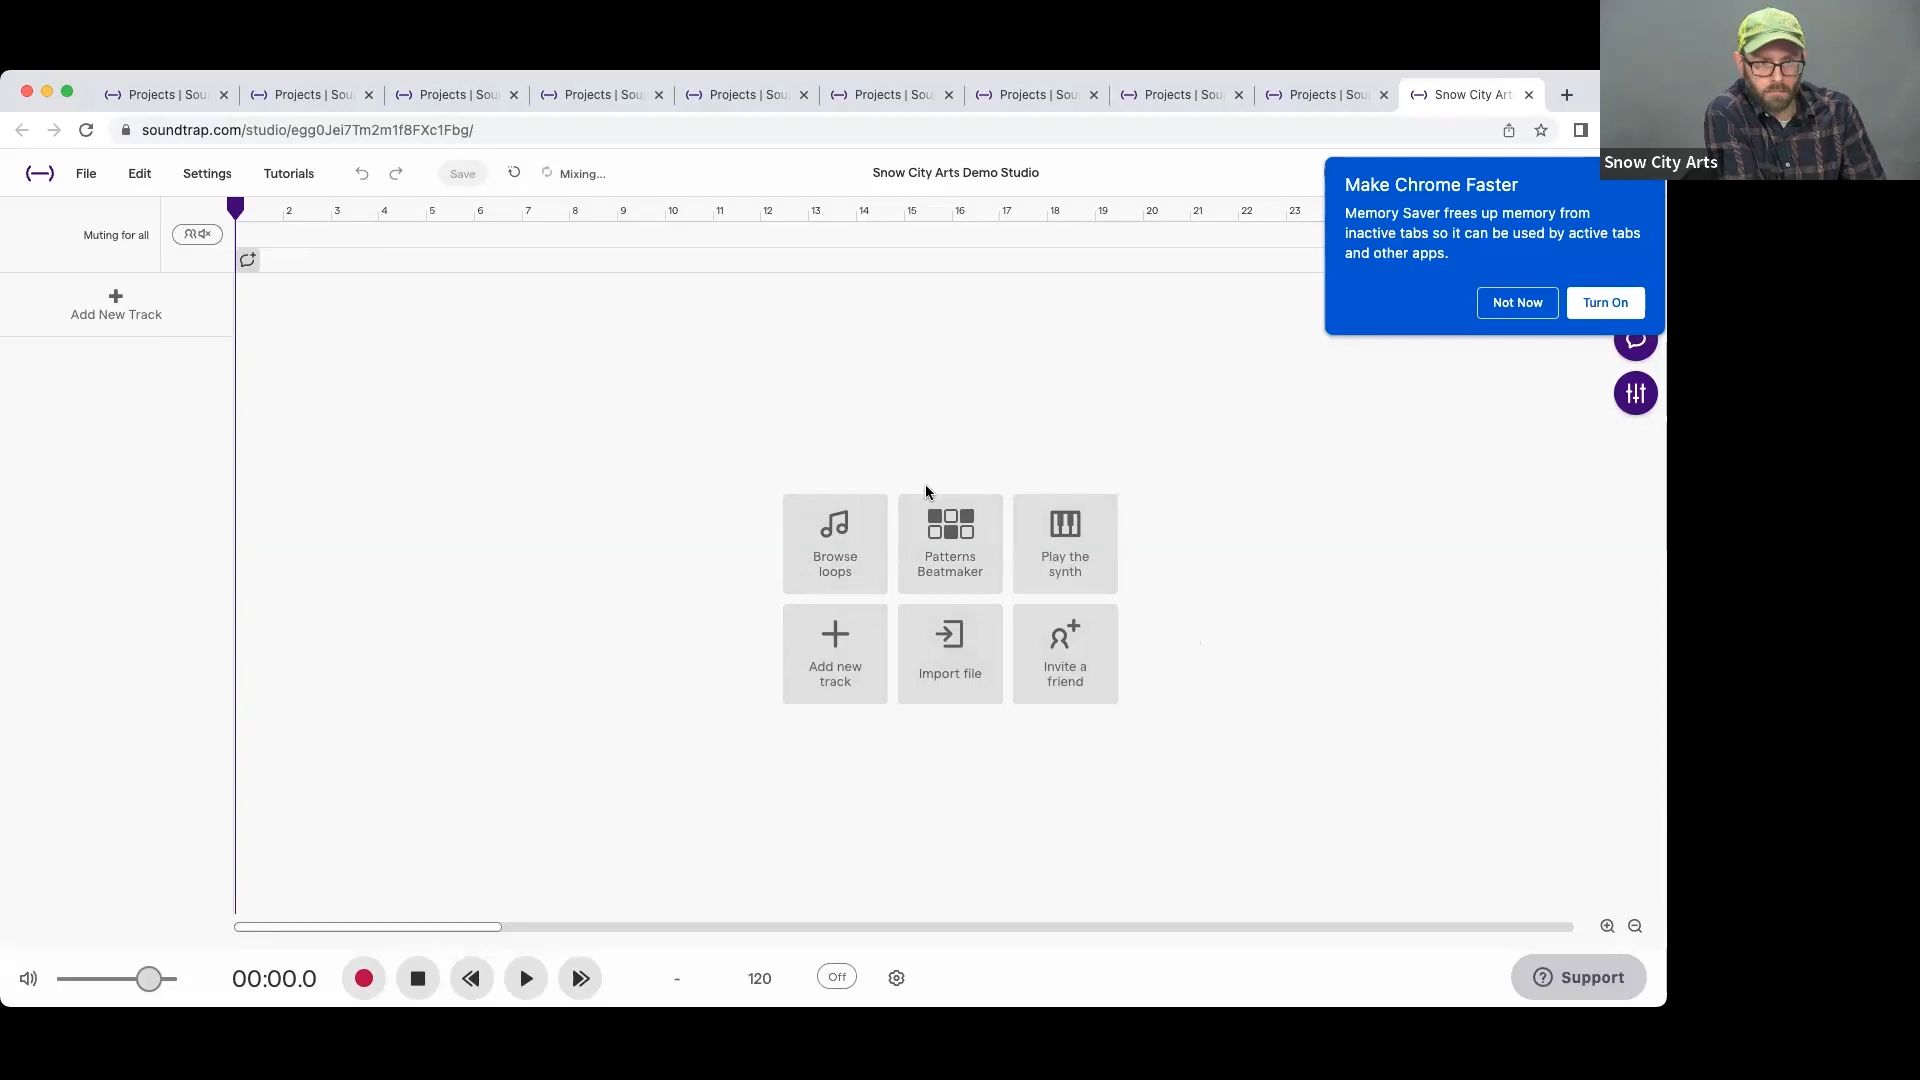 Projects | Sou
Projects | Sou
Projects | Sou
Projects | Sou
Projects | Sou
Projects | Sou
Projects | Sou
Projects | Sou
Projects | Sou
Snow City Art
soundtrap.com/studio/egg0Jei7Tm2m1f8FXc1Fbg/
Snow City Arts
File
Edit
Settings
Tutorials
Save
Mixing...
Snow City Arts Demo Studio
Make Chrome Faster
Memory Saver frees up memory from
inactive tabs so it can be used by active tabs
and other apps.
Not Now
Turn On
2 3 4 5 6 7 8 9 10 11 12 13 14 15 16 17 18 19 20 21 22 23
Muting for all
Add New Track
Browse
loops
Patterns
Beatmaker
Play the
synth
Add new
track
Import file
Invite a
friend
00:00.0
-
120
Off
Support